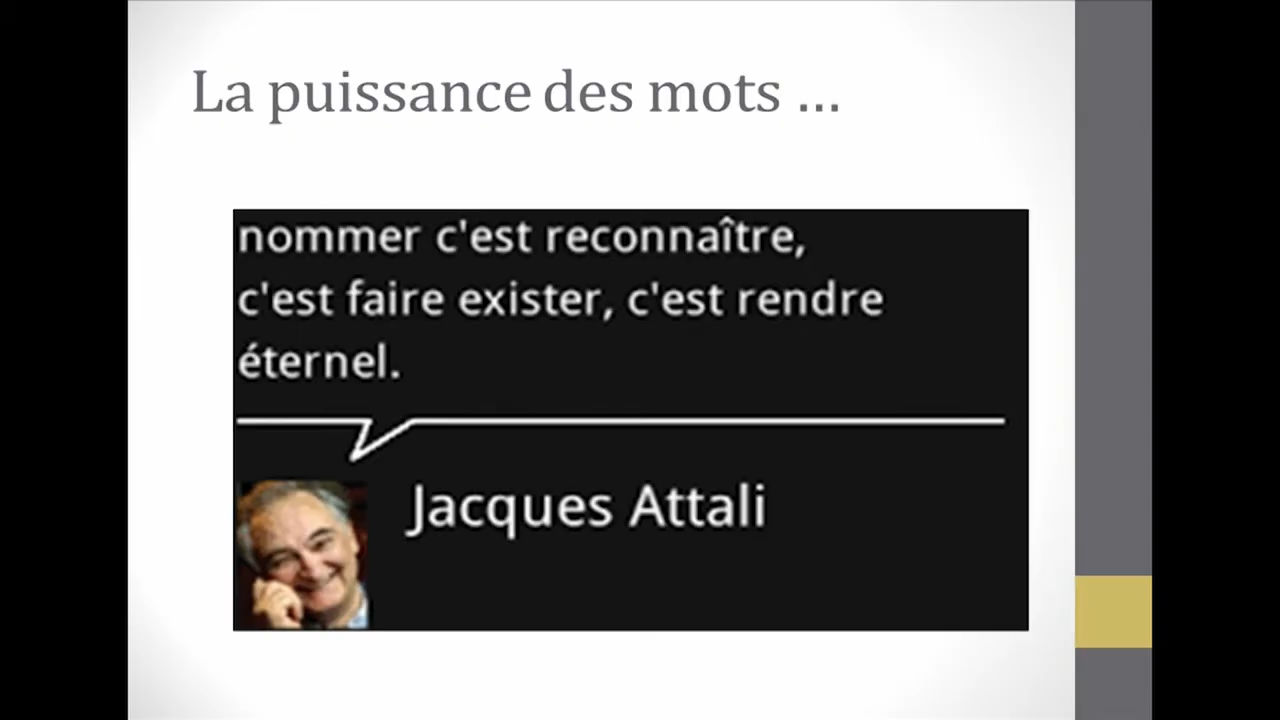 La puissance des mots ...
nommer c'est reconnaître,
c'est faire exister, c'est rendre
éternel.
Jacques Attali